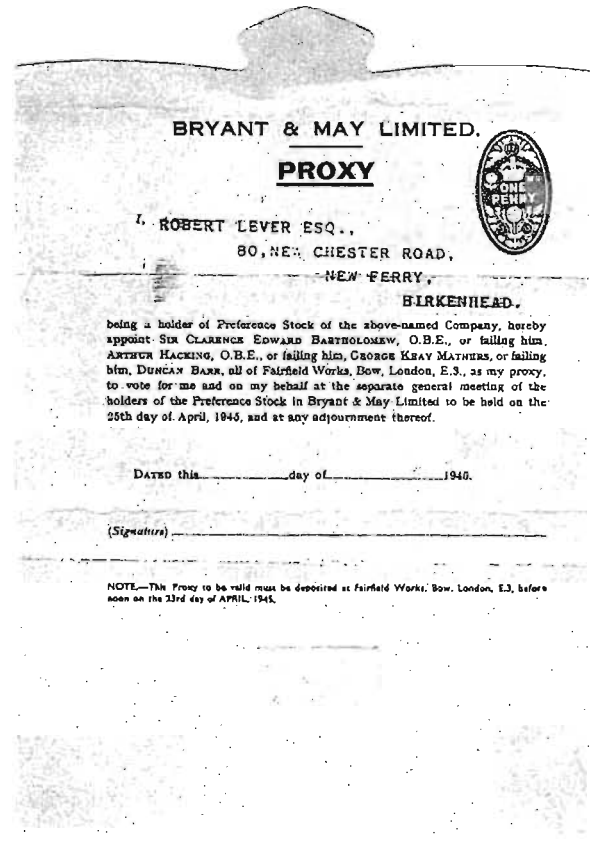 BRYANT & MAY LIMITED.
PROXY
ONE
PENNY
I, ROBERT LEVER ESQ.,
80, NEW CHESTER ROAD,
NEW FERRY,
BIRKENHEAD.
being a holder of Preference Stock of the above-named Company, hereby
appoint SIR CLARENCE EDWARD BARTHOLOMEW, O.B.E., or failing him,
ARTHUR HACKING, O.B.E., or failing him, GEORGE KEAY MATHERS, or failing
him, DUNCAN BARR, all of Fairfield Works, Bow, London, E.3., as my proxy,
to vote for me and on my behalf at the separate general meeting of the
holders of the Preference Stock in Bryant & May Limited to be held on the
25th day of April, 1945, and at any adjournment thereof.
DATED this day of 1945.
(Signature)
NOTE.—This Proxy to be valid must be deposited at Fairfield Works, Bow, London, E.3, before
noon on the 23rd day of APRIL, 1945.